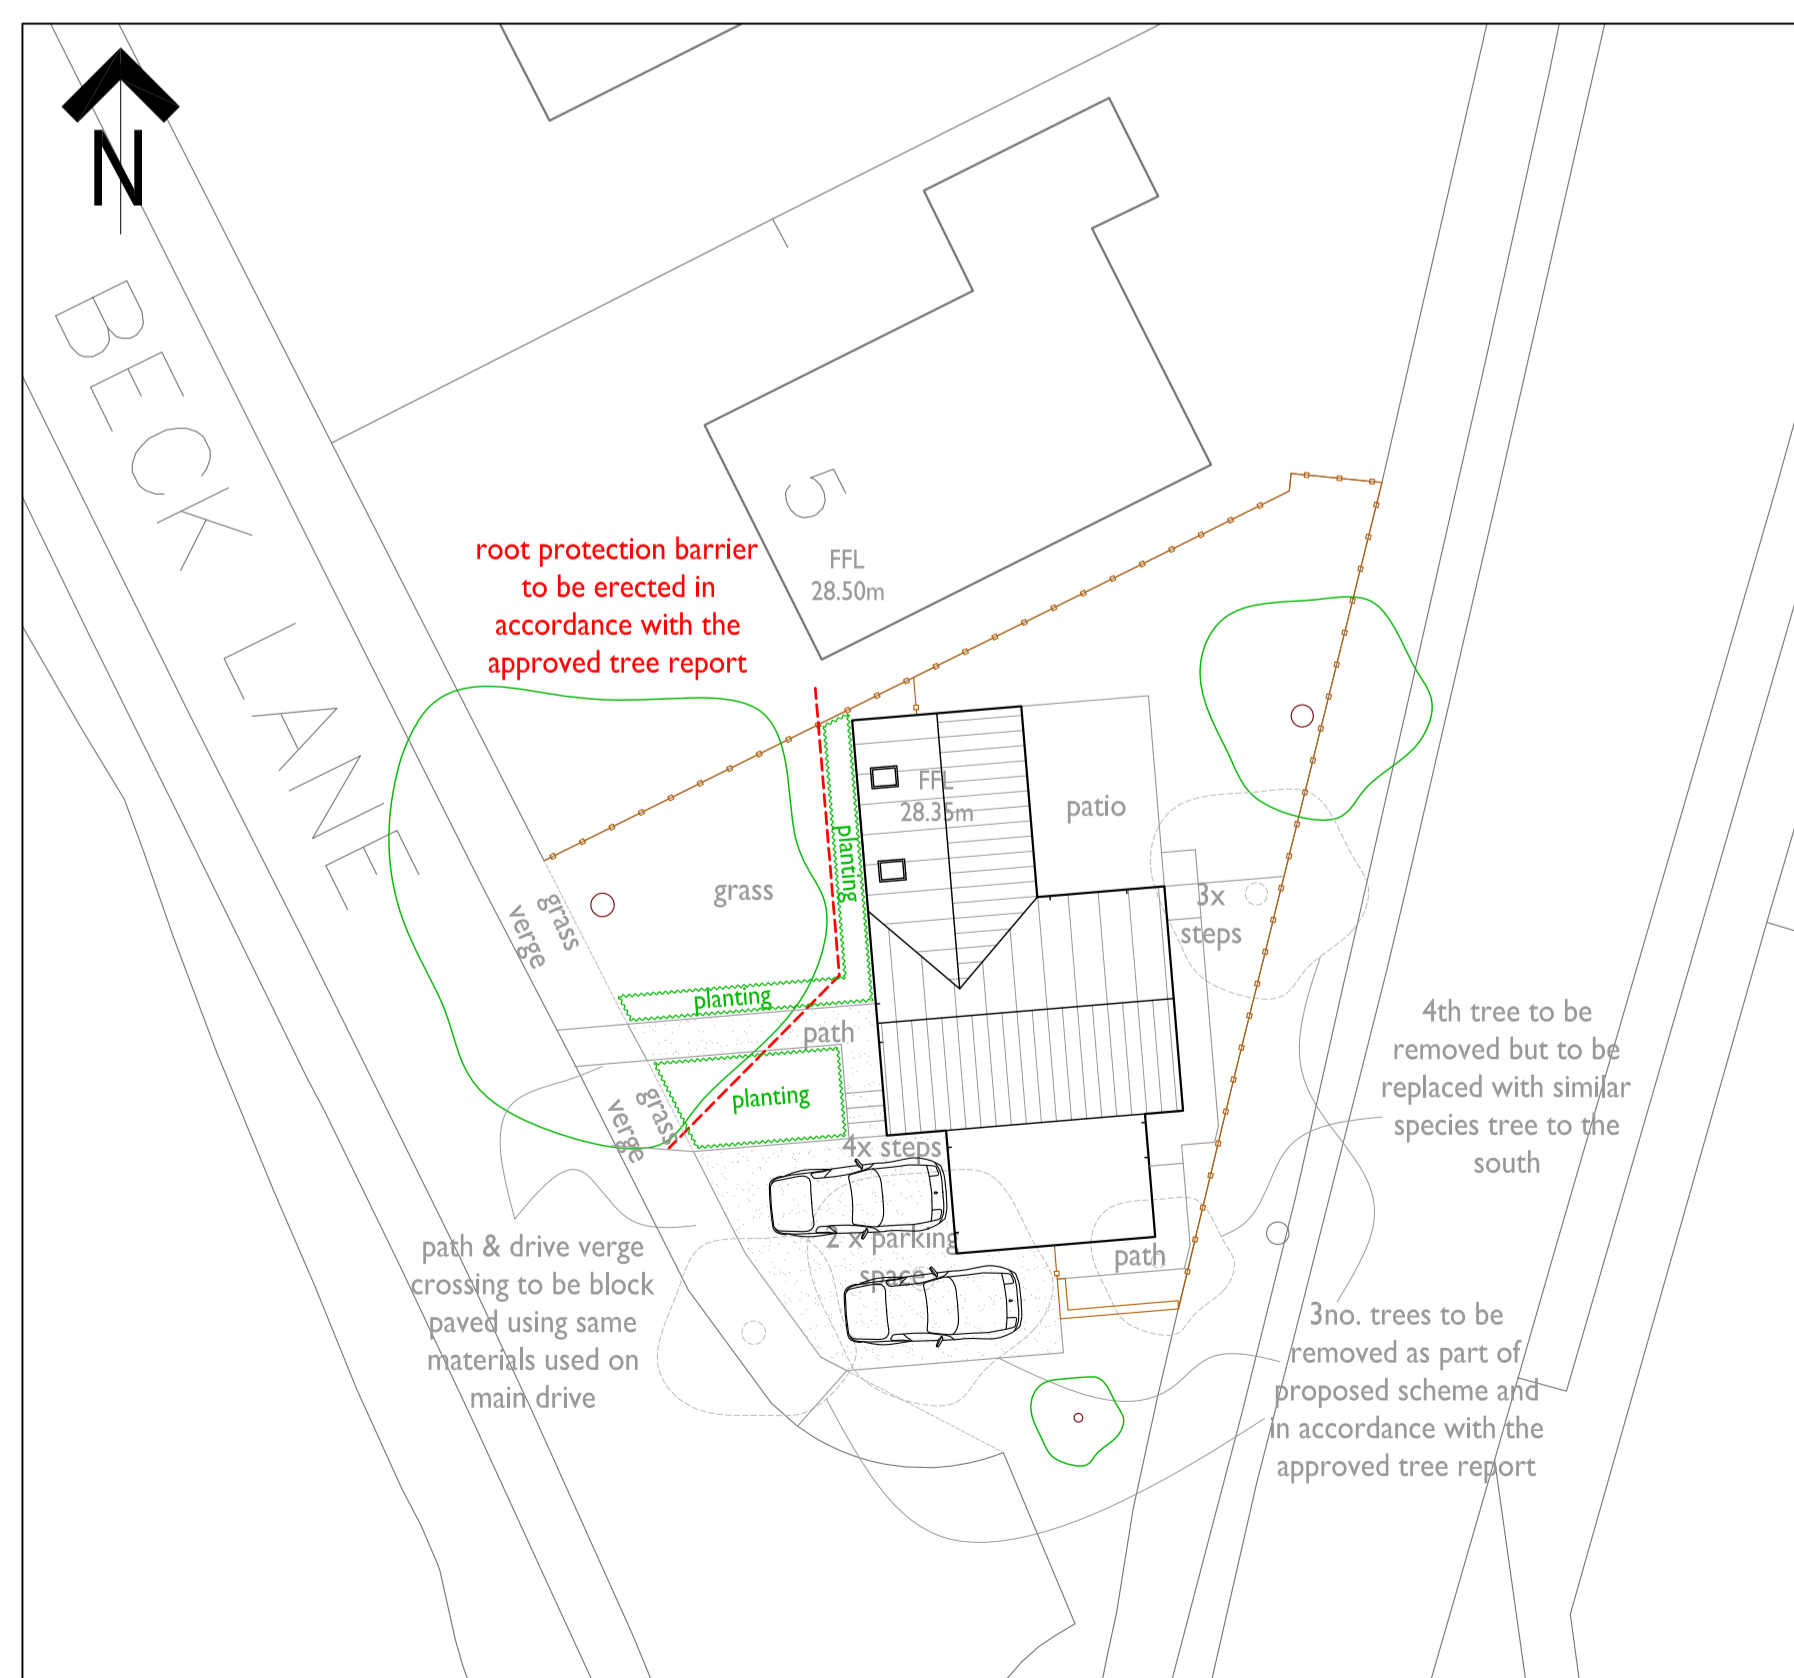 N
BECK LANE
5
FFL
28.50m
root protection barrier
to be erected in
accordance with the
approved tree report
FFL
28.35m
patio
planting
grass
3x
steps
grass
verge
planting
path
4th tree to be
removed but to be
replaced with similar
species tree to the
south
planting
grass
verge
4x steps
2 x parking
space
path
path & drive verge
crossing to be block
paved using same
materials used on
main drive
3no. trees to be
removed as part of
proposed scheme and
in accordance with the
approved tree report